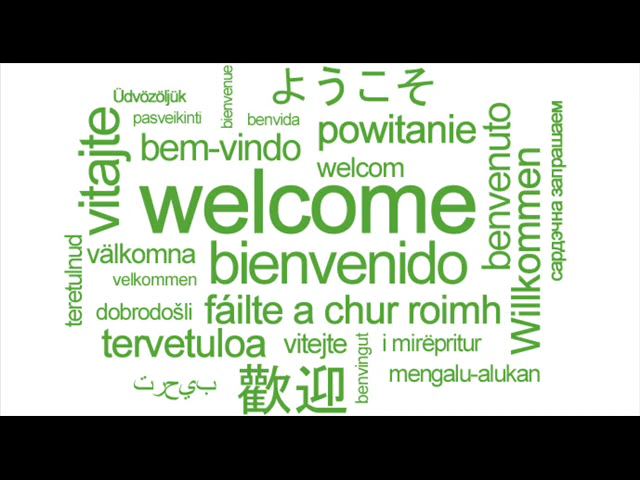 ようこそ
Üdvözöljük
bienvenue
pasveikinti
benvida
powitanie
vitajte
bem-vindo
welcom
benvenuto
сардэчна запрашаем
welcome
Willkommen
teretulnud
välkomna
bienvenido
velkommen
dobrodošli
fáilte a chur roimh
tervetuloa
vitejte
benvingut
i mirëpritur
mengalu-alukan
ترحيب
歡迎